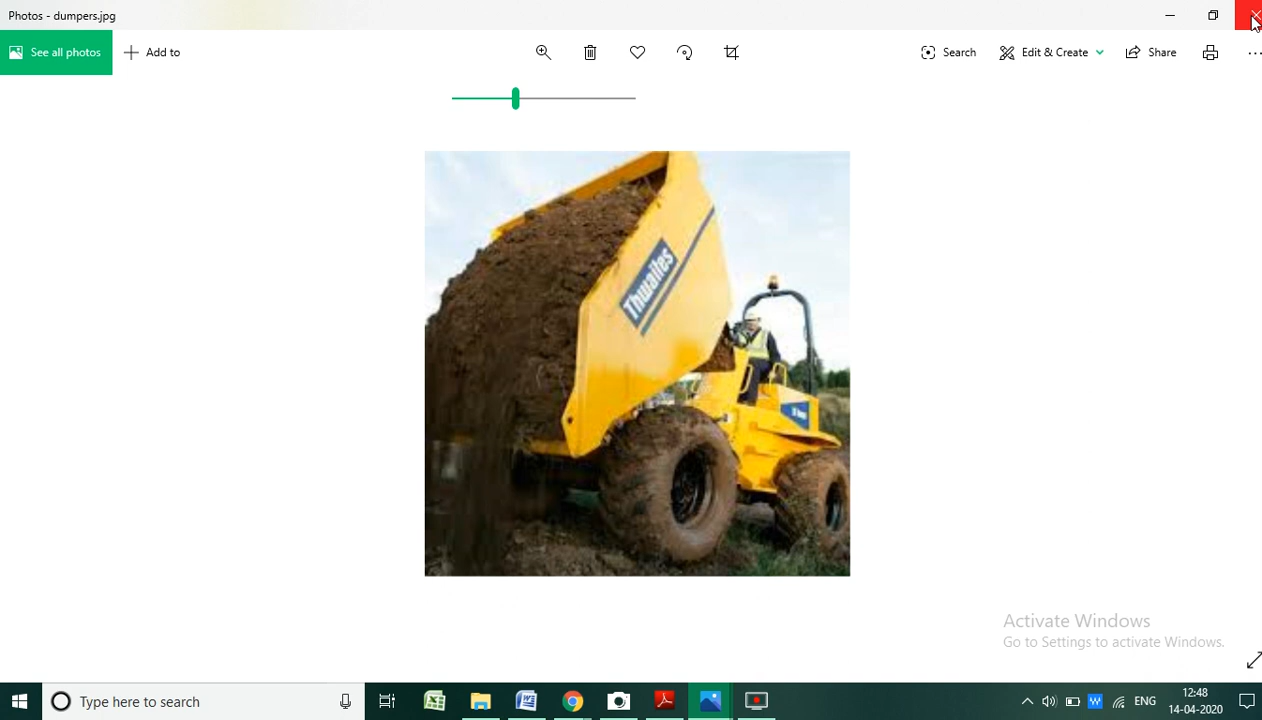 Photos - dumpers.jpg
See all photos
Add to
Search
Edit & Create
Share
Thwaites
Activate Windows
Go to Settings to activate Windows.
Type here to search
W
ENG
12:48
14-04-2020